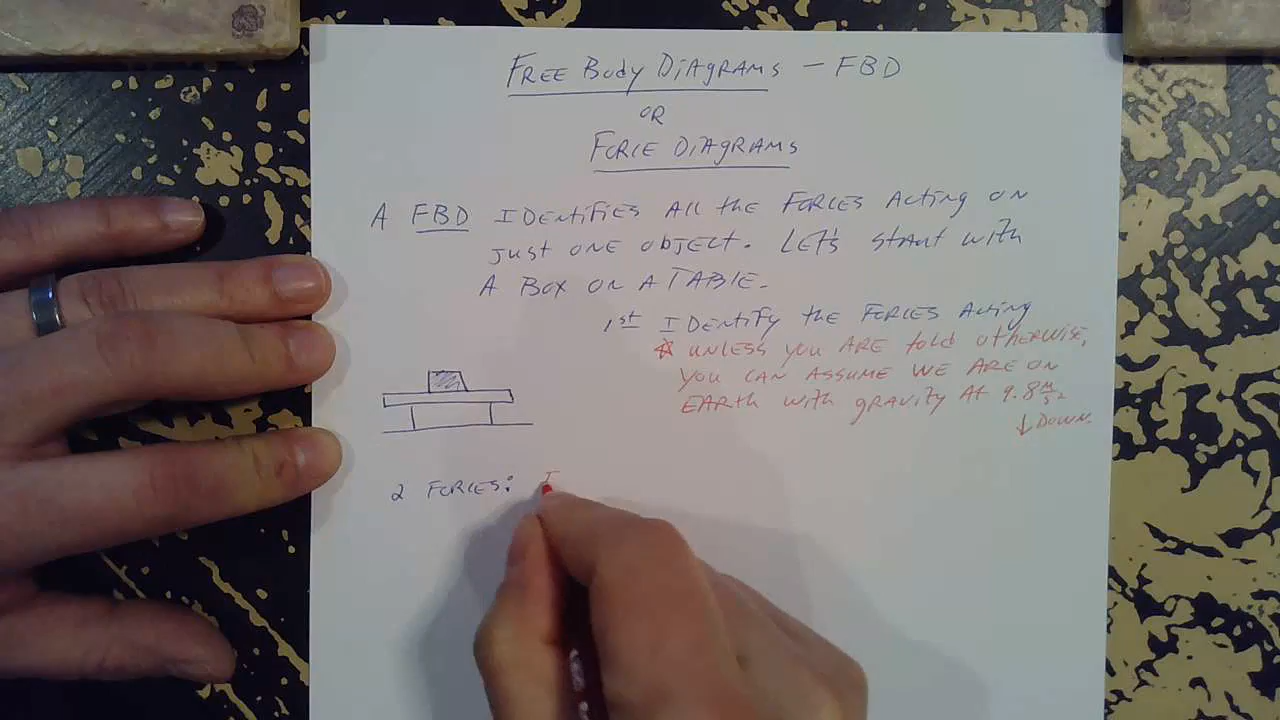 FREE BODY DIAGRAMS - FBD
OR
FORCE DIAGRAMS
A FBD IDENTIFIES ALL THE FORCES ACTING ON
JUST ONE OBJECT. LET'S START WITH
A BOX ON A TABLE.
1st IDENTIFY THE FORCES ACTING
* UNLESS YOU ARE TOLD OTHERWISE,
YOU CAN ASSUME WE ARE ON
EARTH WITH GRAVITY AT 9.8 M/S²
↓ DOWN.
2 FORCES: